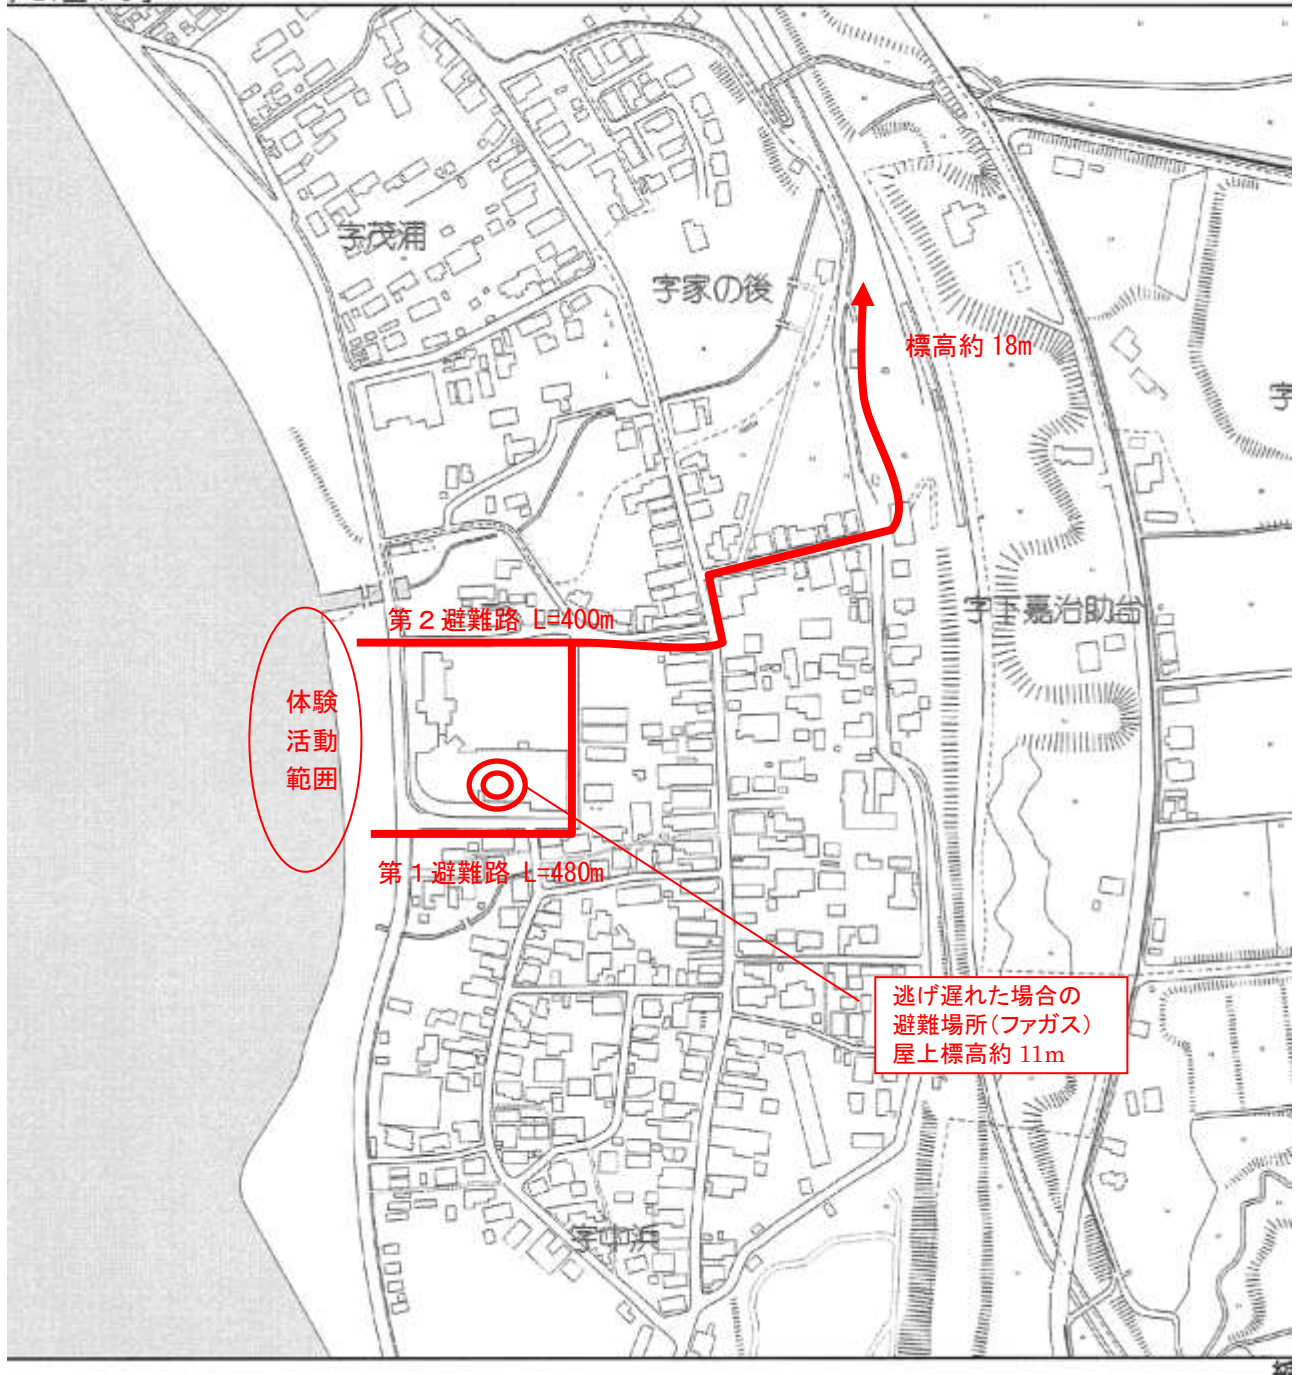 字茂浦
字家の後
標高約 18m
字
第２避難路 L=400m
字下嘉治助台
体験
活動
範囲
第１避難路 L=480m
逃げ遅れた場合の
避難場所（ファガス）
屋上標高約 11m